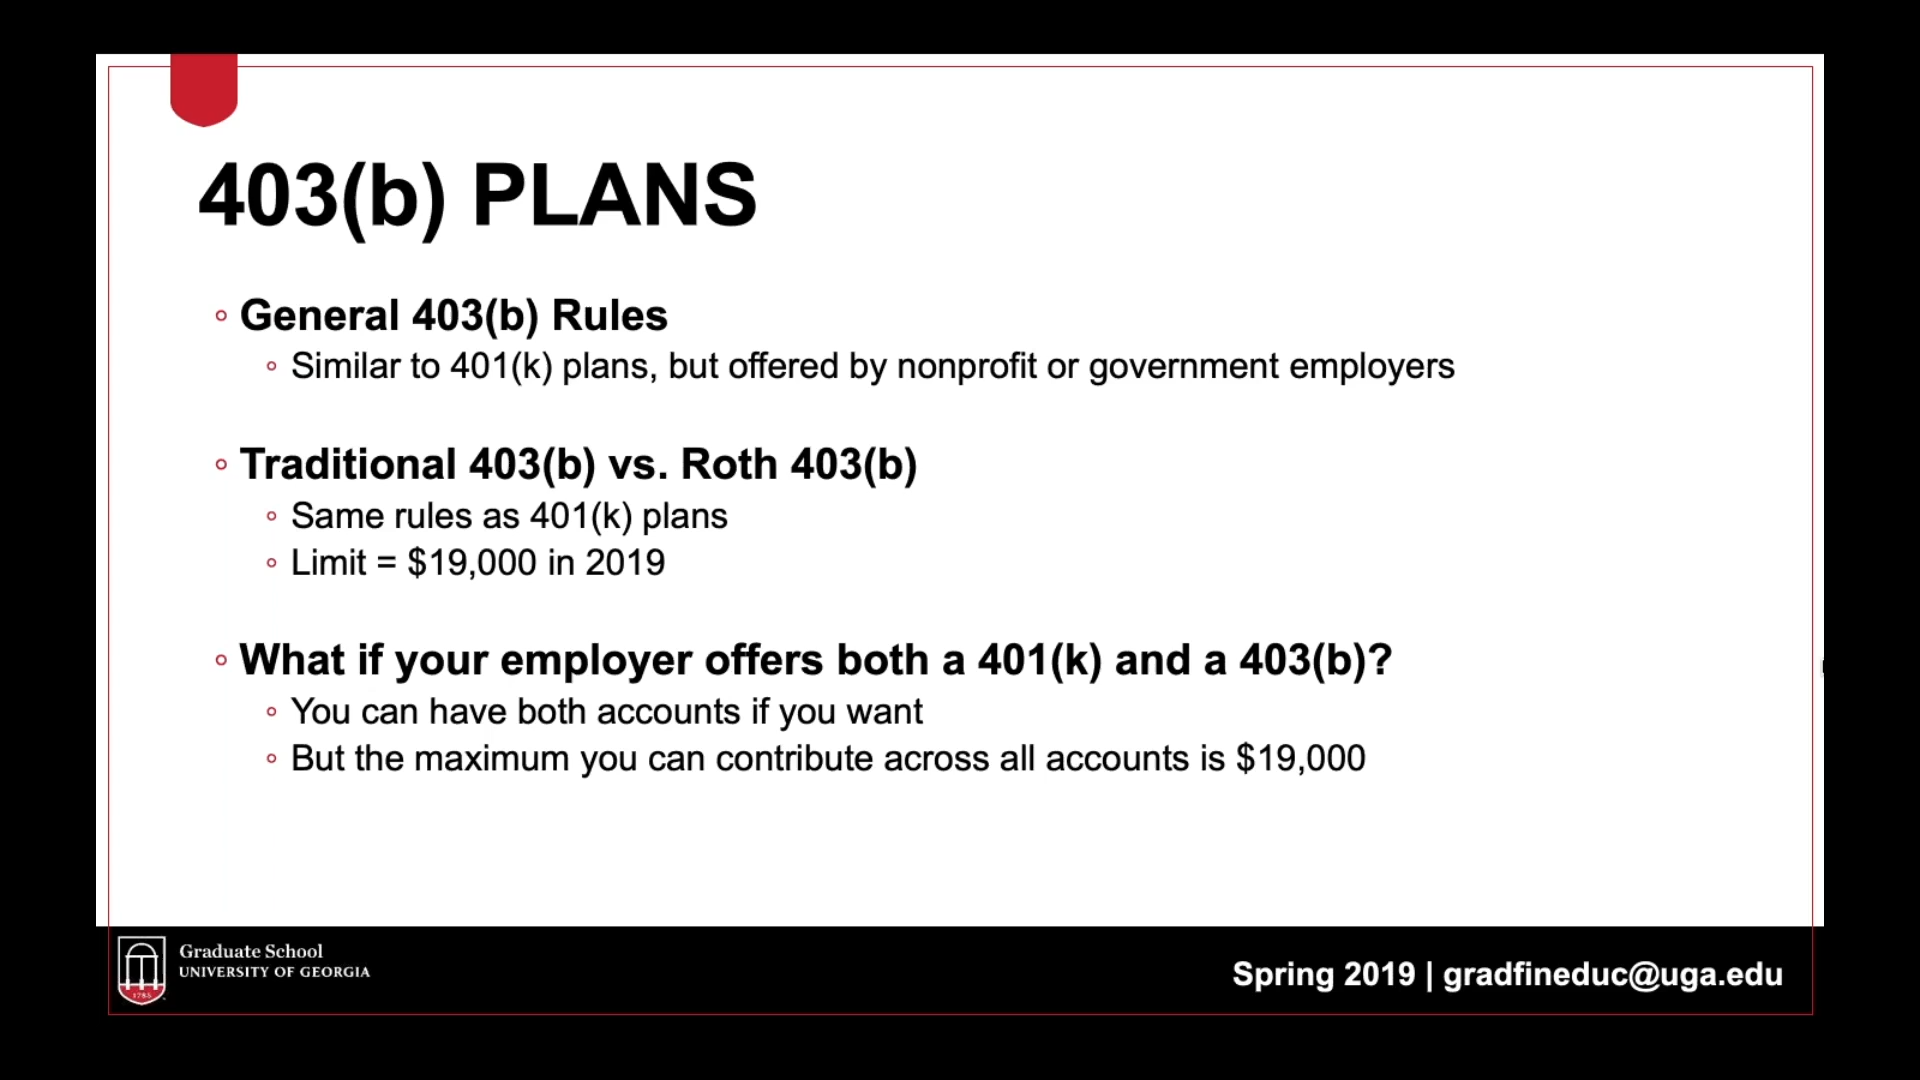 403(b) PLANS
General 403(b) Rules
Similar to 401(k) plans, but offered by nonprofit or government employers
Traditional 403(b) vs. Roth 403(b)
Same rules as 401(k) plans
Limit = $19,000 in 2019
What if your employer offers both a 401(k) and a 403(b)?
You can have both accounts if you want
But the maximum you can contribute across all accounts is $19,000
1785
Graduate School
UNIVERSITY OF GEORGIA
Spring 2019 | gradfineduc@uga.edu